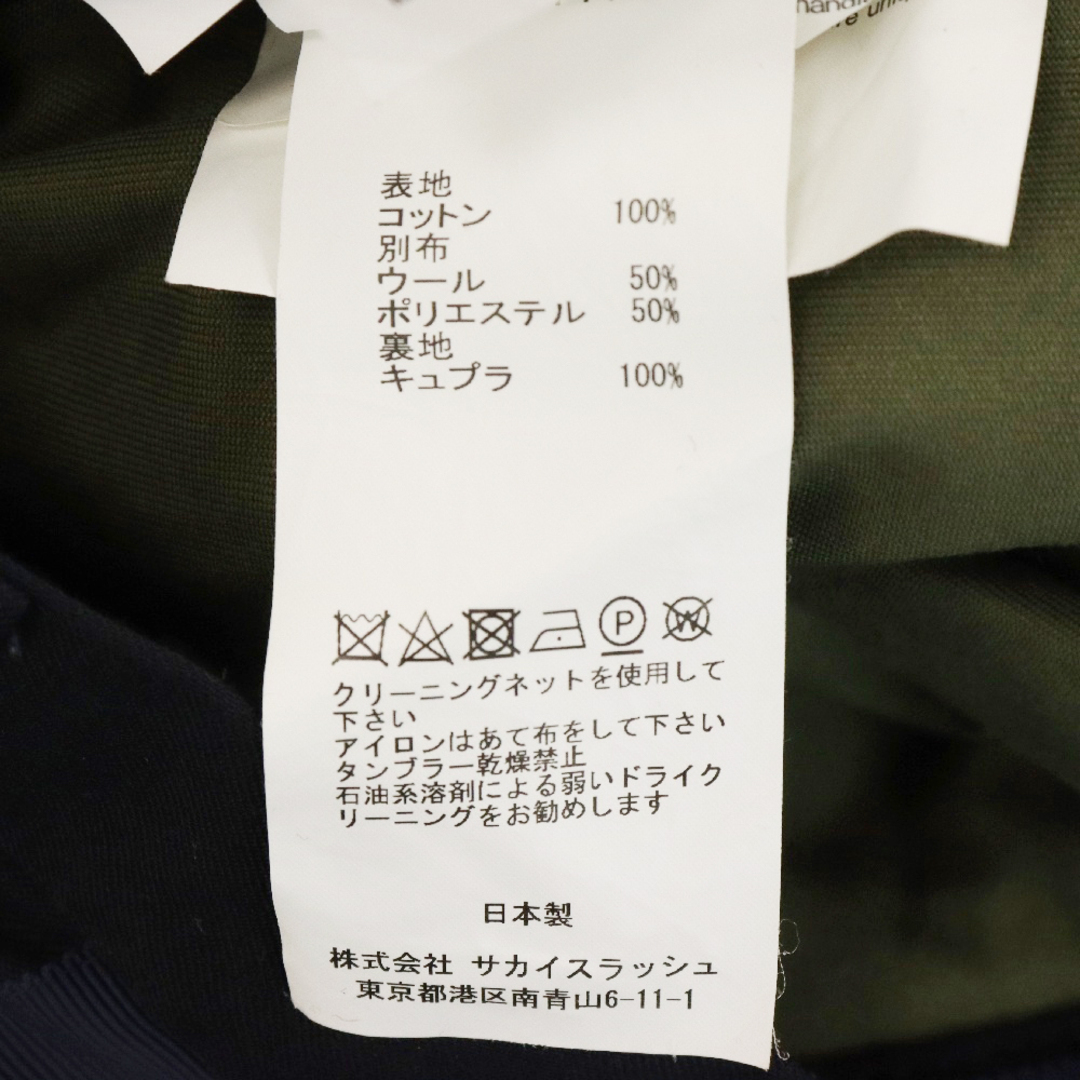 表地
コットン 100%
別布
ウール 50%
ポリエステル 50%
裏地
キュプラ 100%
P
W
クリーニングネットを使用して
下さい
アイロンはあて布をして下さい
タンブラー乾燥禁止
石油系溶剤による弱いドライク
リーニングをお勧めします
日本製
株式会社 サカイスラッシュ
東京都港区南青山6-11-1